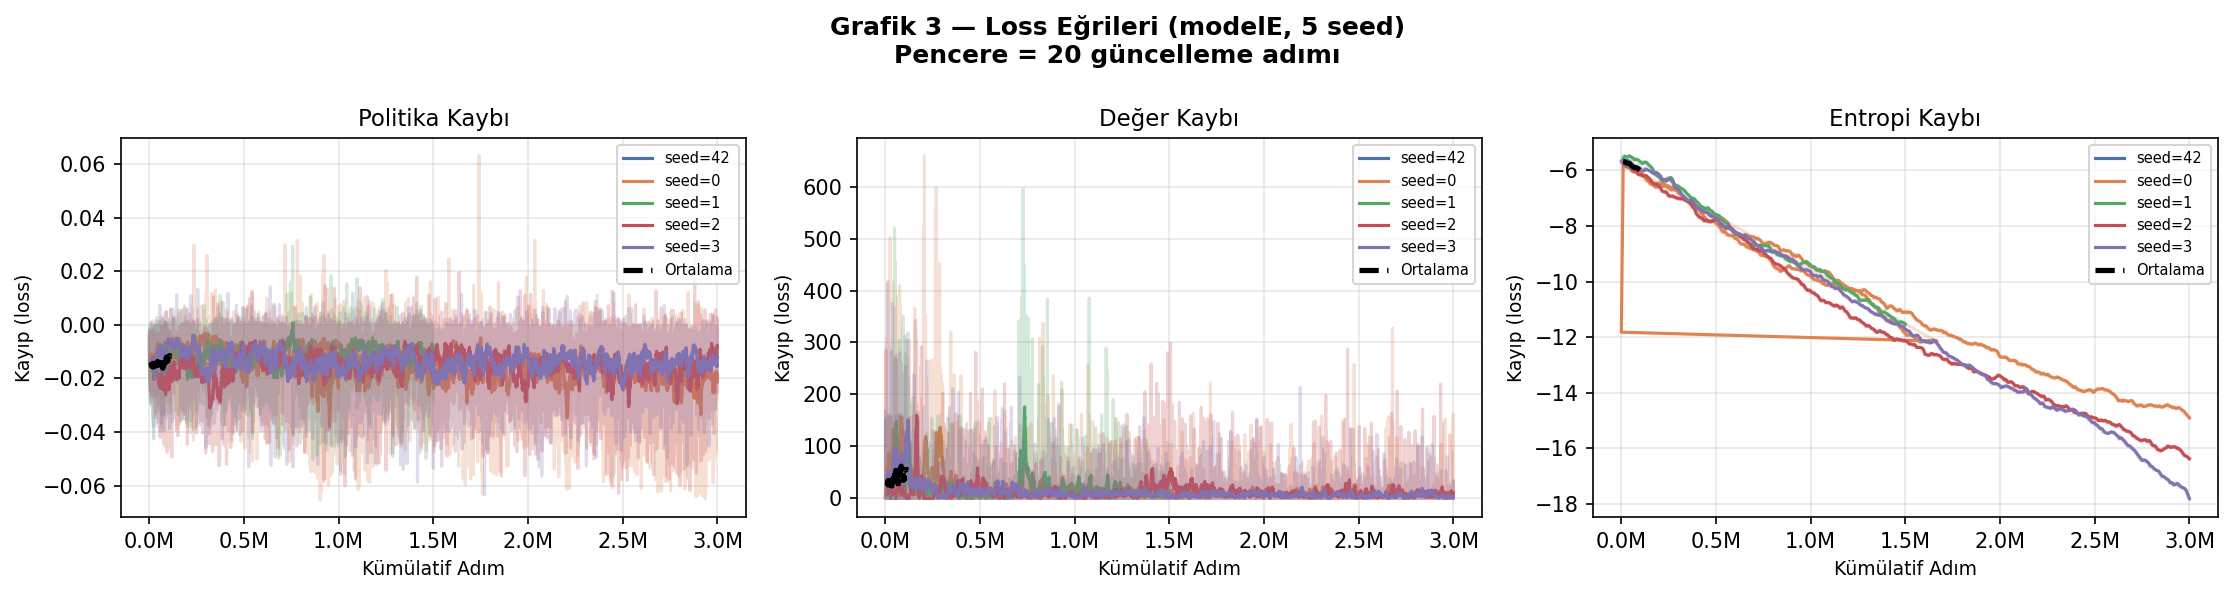 Grafik 3 — Loss Eğrileri (modelE, 5 seed)
Pencere = 20 güncelleme adımı
Politika Kaybı
Kayıp (loss)
0.06
0.04
0.02
0.00
−0.02
−0.04
−0.06
0.0M 0.5M 1.0M 1.5M 2.0M 2.5M 3.0M
Kümülatif Adım
seed=42
seed=0
seed=1
seed=2
seed=3
Ortalama
Değer Kaybı
Kayıp (loss)
600
500
400
300
200
100
0
0.0M 0.5M 1.0M 1.5M 2.0M 2.5M 3.0M
Kümülatif Adım
seed=42
seed=0
seed=1
seed=2
seed=3
Ortalama
Entropi Kaybı
Kayıp (loss)
−6
−8
−10
−12
−14
−16
−18
0.0M 0.5M 1.0M 1.5M 2.0M 2.5M 3.0M
Kümülatif Adım
seed=42
seed=0
seed=1
seed=2
seed=3
Ortalama